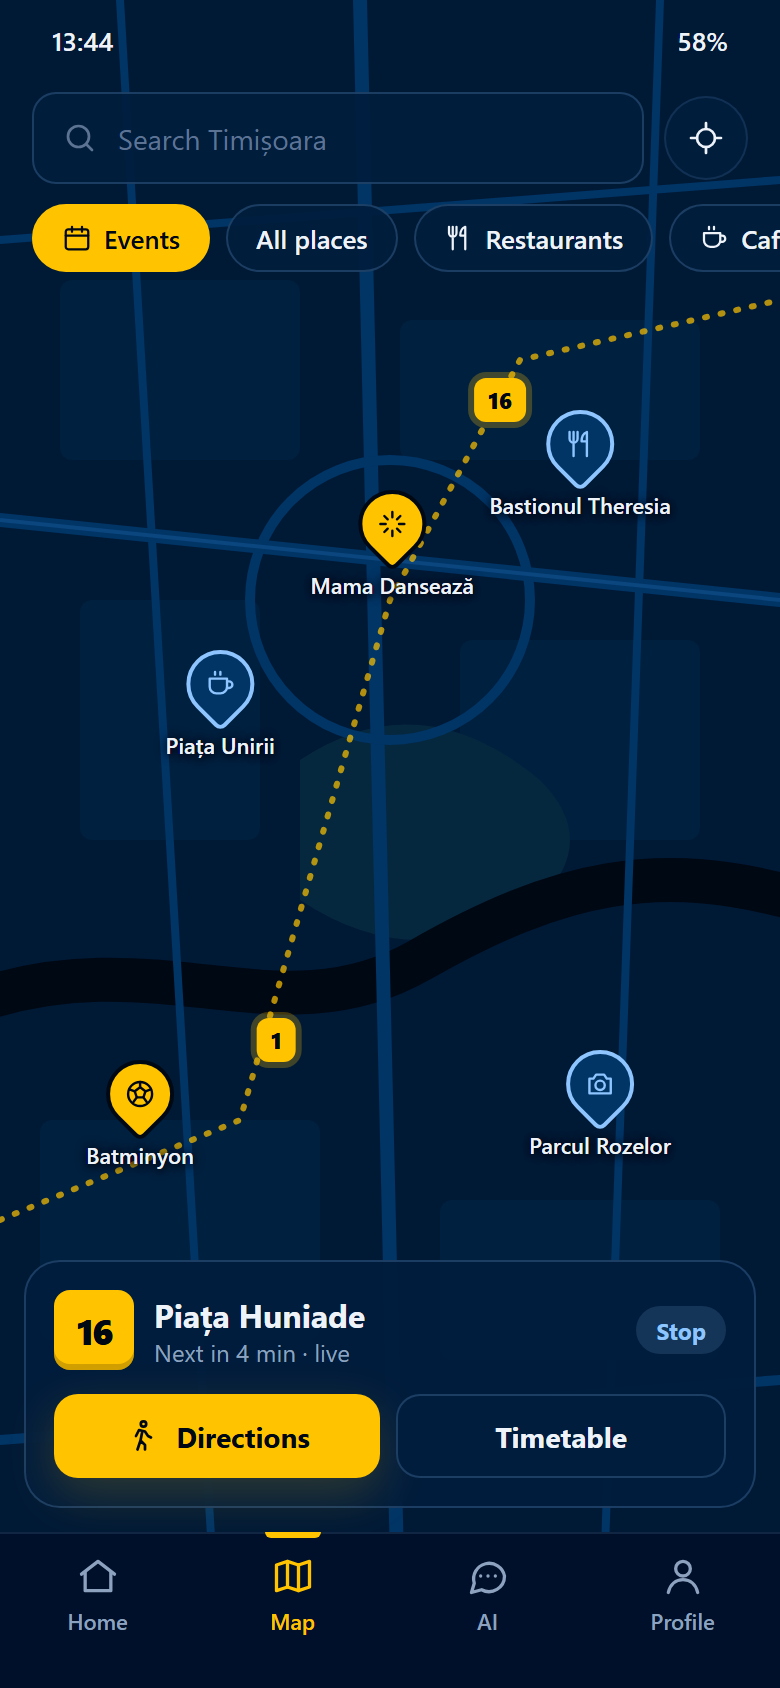 13:44
58%
Search Timișoara
Events
All places
Restaurants
Caf
16
Bastionul Theresia
Mama Dansează
Piața Unirii
1
Batminyon
Parcul Rozelor
16
Piața Huniade
Next in 4 min · live
Stop
Directions
Timetable
Home
Map
AI
Profile